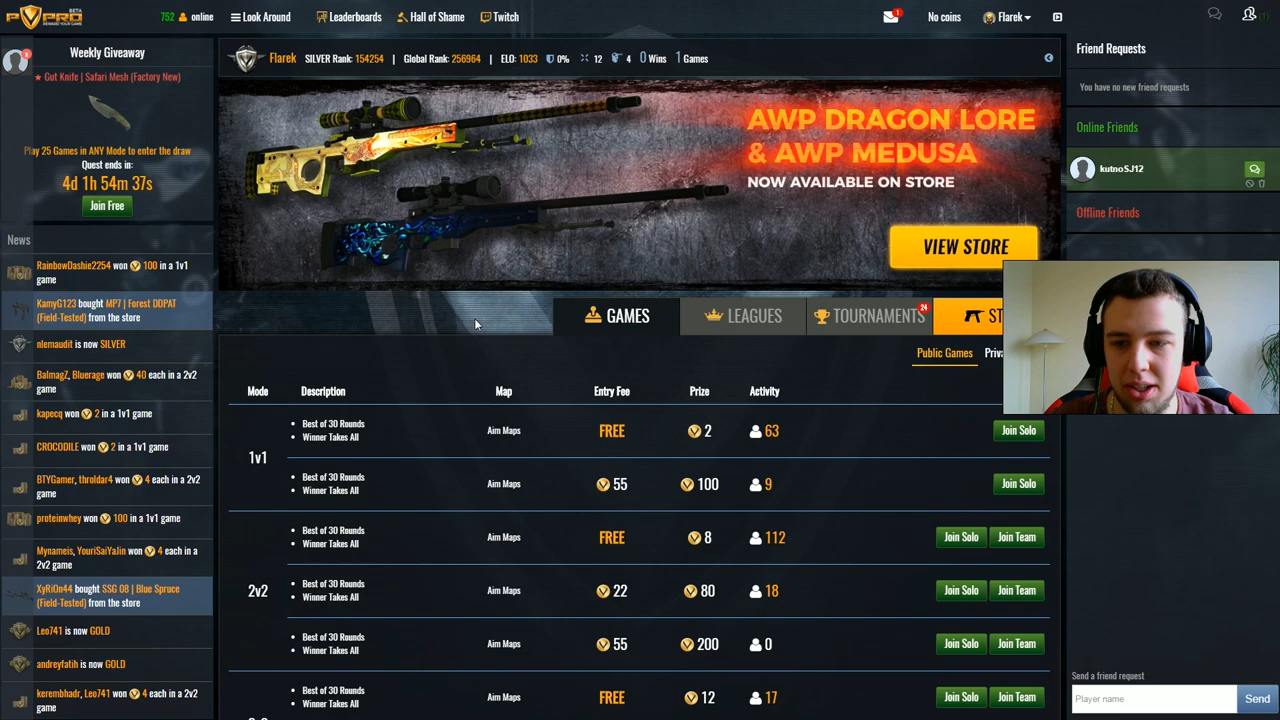 PVPRO
BETA
REWARD YOUR GAME
752 online
Look Around
Leaderboards
Hall of Shame
Twitch
1
No coins
Flarek
Weekly Giveaway
★ Gut Knife | Safari Mesh (Factory New)
Play 25 Games in ANY Mode to enter the draw
Quest ends in:
4d 1h 54m 37s
Join Free
News
RainbowDashie2254 won 100 in a 1v1
game
KamyG123 bought MP7 | Forest DDPAT
(Field-Tested) from the store
nlemaudit is now SILVER
BalmagZ, Bluerage won 40 each in a 2v2
game
kapecq won 2 in a 1v1 game
CROCODILE won 2 in a 1v1 game
BTYGamer, throldar4 won 4 each in a 2v2
game
proteinwhey won 100 in a 1v1 game
Mynameis, YouriSaiYaJin won 4 each in a
2v2 game
XyRiOn44 bought SSG 08 | Blue Spruce
(Field-Tested) from the store
Leo741 is now GOLD
andreyfatih is now GOLD
kerembhadr, Leo741 won 4 each in a 2v2
game
Flarek SILVER Rank: 154254 | Global Rank: 256964 | ELO: 1033 0% 12 4 0 Wins 1 Games
AWP DRAGON LORE
& AWP MEDUSA
NOW AVAILABLE ON STORE
VIEW STORE
GAMES
LEAGUES
TOURNAMENTS
24
ST
Public Games
Priv
Mode Description Map Entry Fee Prize Activity
1v1
Best of 30 Rounds
Winner Takes All
Aim Maps FREE 2 63 Join Solo
Best of 30 Rounds
Winner Takes All
Aim Maps 55 100 9 Join Solo
2v2
Best of 30 Rounds
Winner Takes All
Aim Maps FREE 8 112 Join Solo Join Team
Best of 30 Rounds
Winner Takes All
Aim Maps 22 80 18 Join Solo Join Team
Best of 30 Rounds
Winner Takes All
Aim Maps 55 200 0 Join Solo Join Team
Best of 30 Rounds
Winner Takes All
Aim Maps FREE 12 17 Join Solo Join Team
Friend Requests
You have no new friend requests
Online Friends
kutnoSJ12
Offline Friends
Send a friend request
Player name
Send